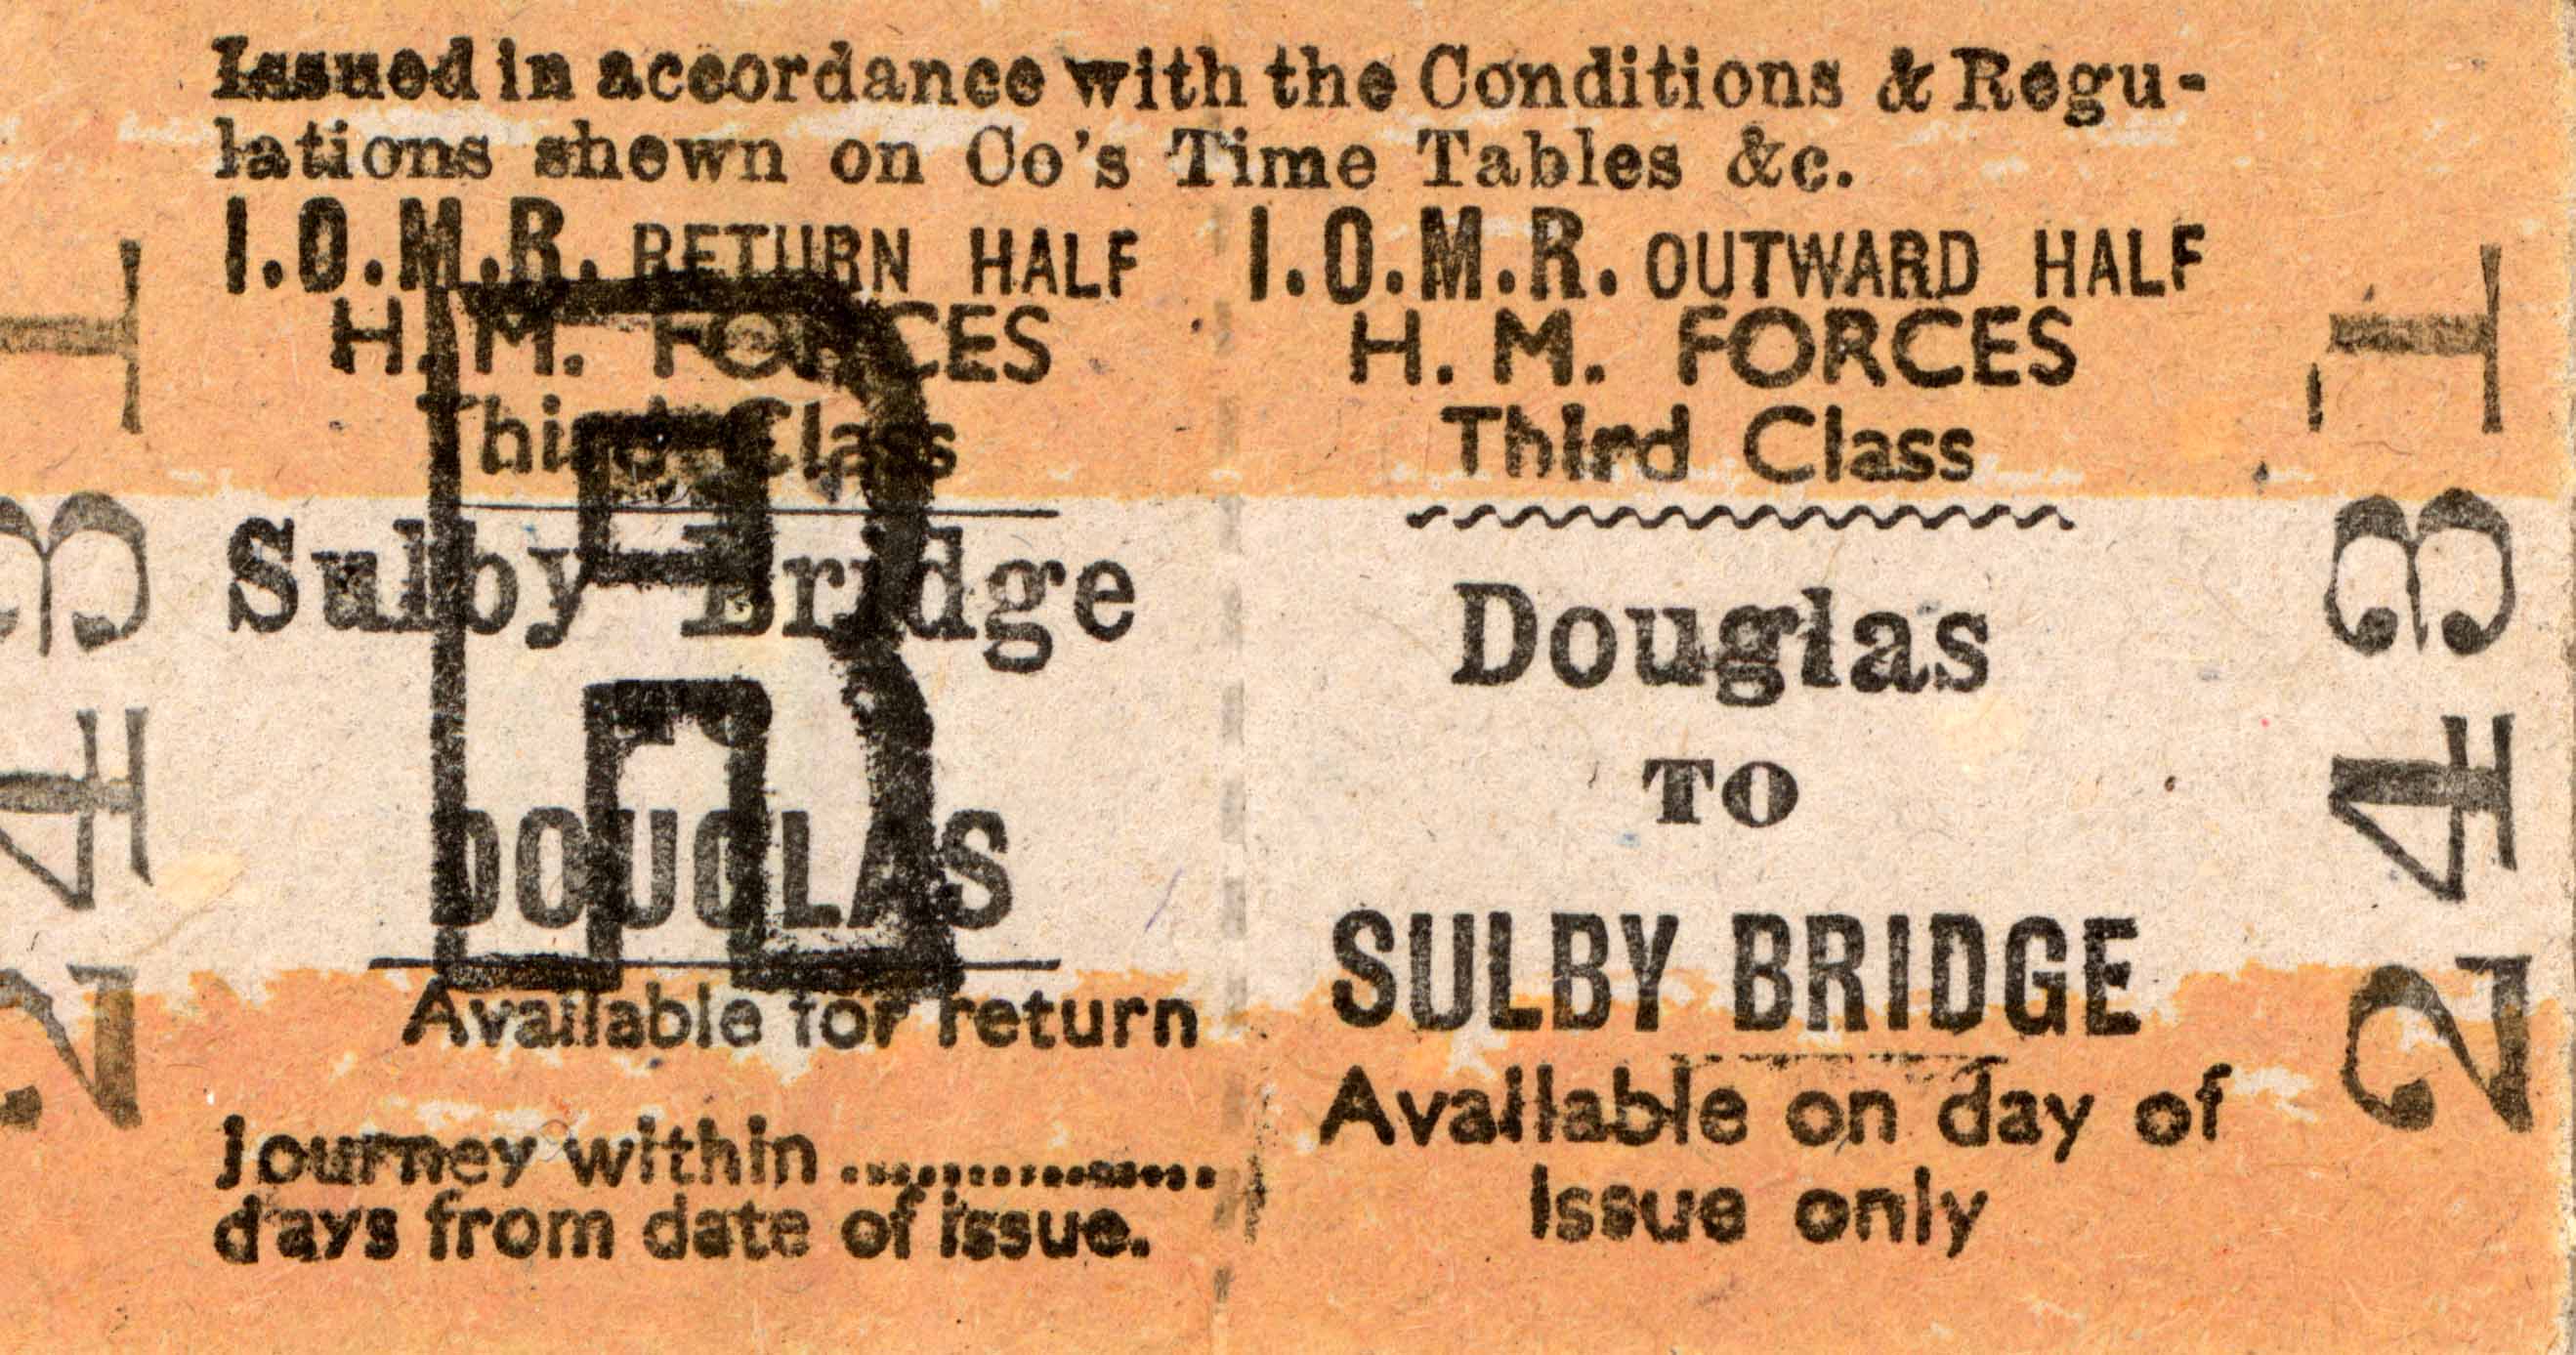 Issued in accordance with the Conditions & Regu-
lations shown on Co's Time Tables &c.
I.O.M.R. RETURN HALF
H. M. FORCES
Third Class
Sulby Bridge
DOUGLAS
Available for return
Journey within ....................
days from date of issue.
R
I.O.M.R. OUTWARD HALF
H. M. FORCES
Third Class
Douglas
TO
SULBY BRIDGE
Available on day of
Issue only
2431
2431